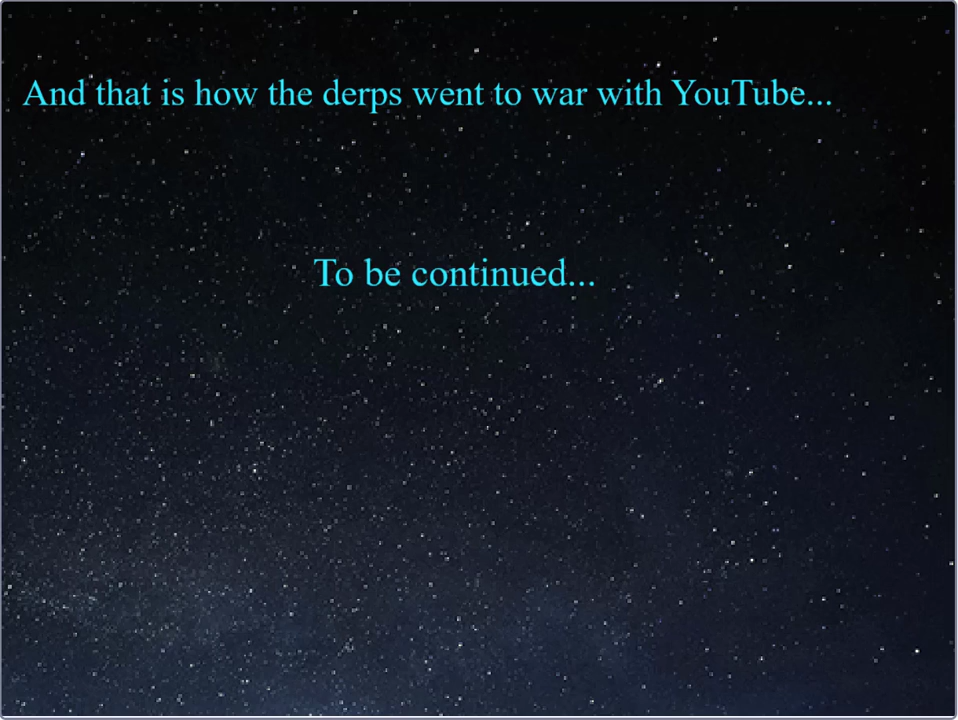 And that is how the derps went to war with YouTube...
To be continued...